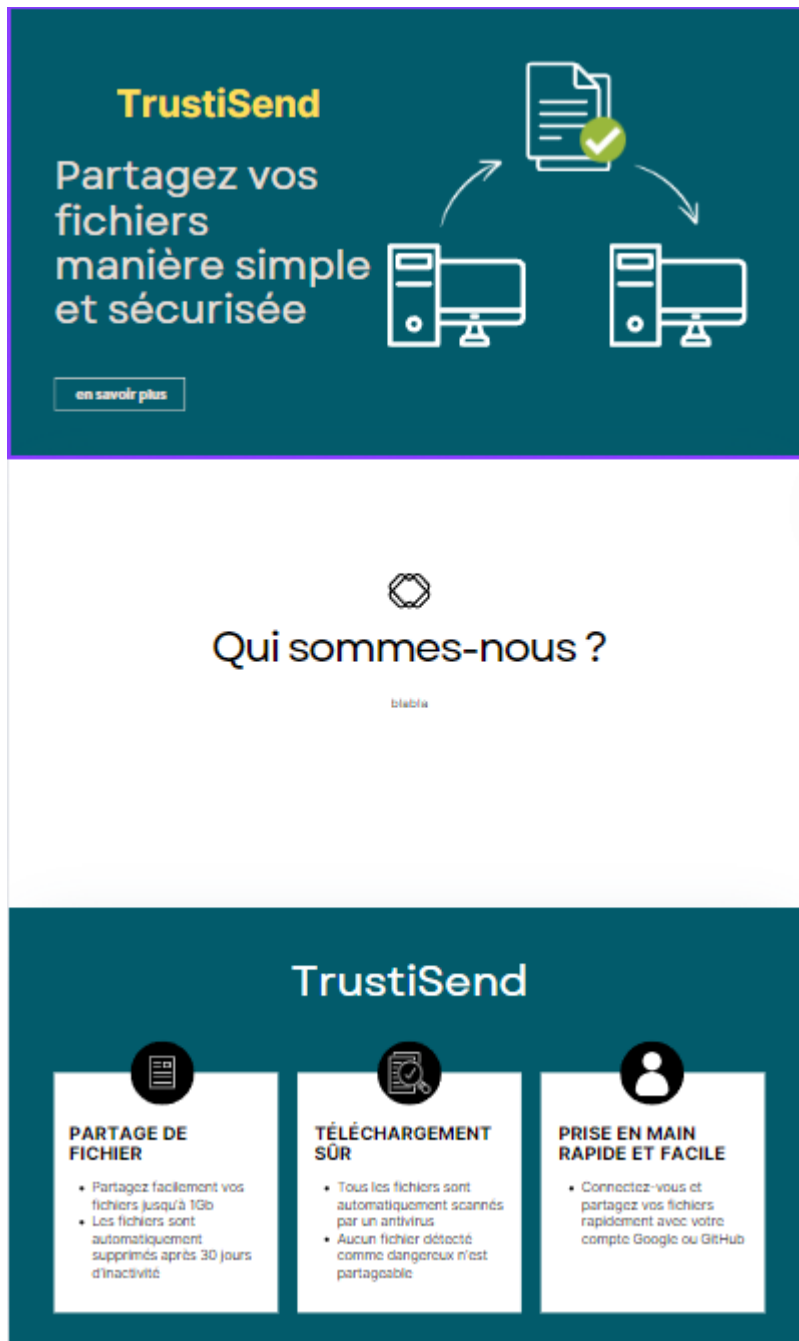 TrustiSend
Partagez vos
fichiers
manière simple
et sécurisée
en savoir plus
Qui sommes-nous ?
blabla
TrustiSend
PARTAGE DE
FICHIER
• Partagez facilement vos
fichiers jusqu'à 1Gb
• Les fichiers sont
automatiquement
supprimés après 30 jours
d'inactivité
TÉLÉCHARGEMENT
SÛR
• Tous les fichiers sont
automatiquement scannés
par un antivirus
• Aucun fichier détecté
comme dangereux n'est
partageable
PRISE EN MAIN
RAPIDE ET FACILE
• Connectez-vous et
partagez vos fichiers
rapidement avec votre
compte Google ou GitHub